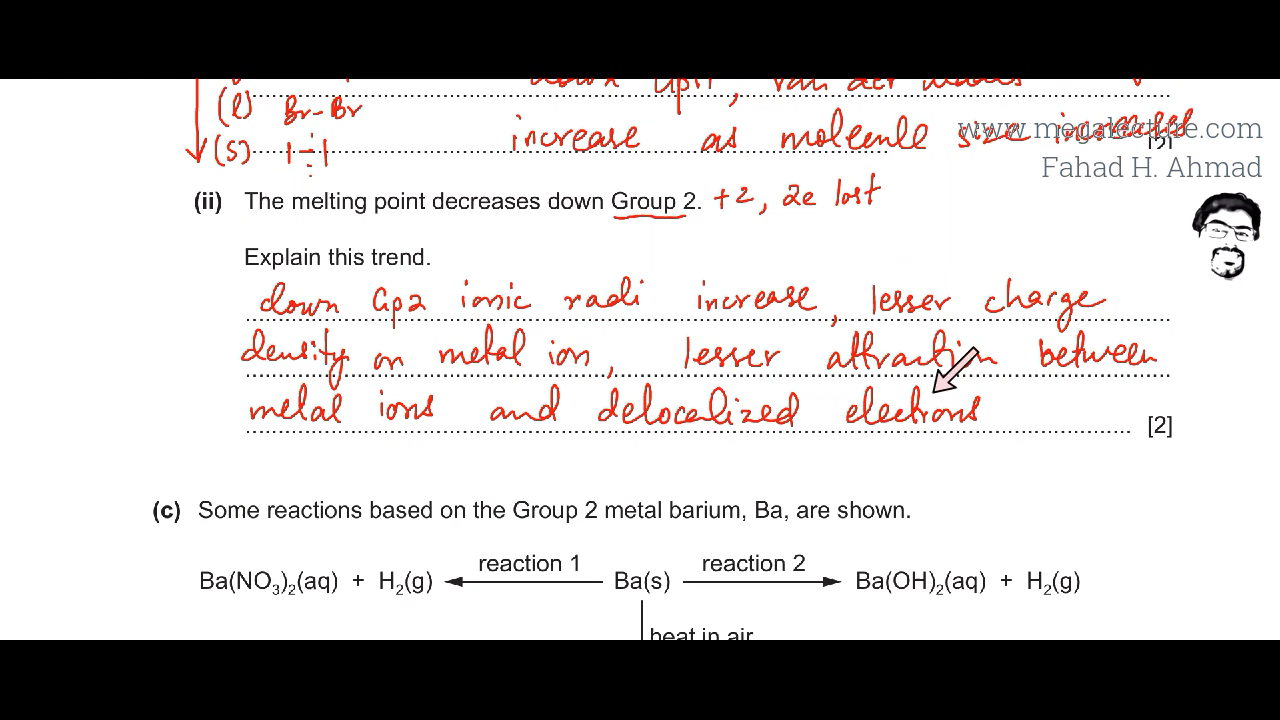 (l) Br-Br
increase as molecule size increases
www.megalecture.com
(s) I-I
[2]
Fahad H. Ahmad
(ii) The melting point decreases down Group 2. +2, 2e lost
Explain this trend.
down Gp2 ionic radi increase, lesser charge
density on metal ion, lesser attraction between
metal ions and delocalized electrons
[2]
(c) Some reactions based on the Group 2 metal barium, Ba, are shown.
reaction 1 reaction 2
Ba(NO₃)₂(aq) + H₂(g) Ba(s) Ba(OH)₂(aq) + H₂(g)
heat in air